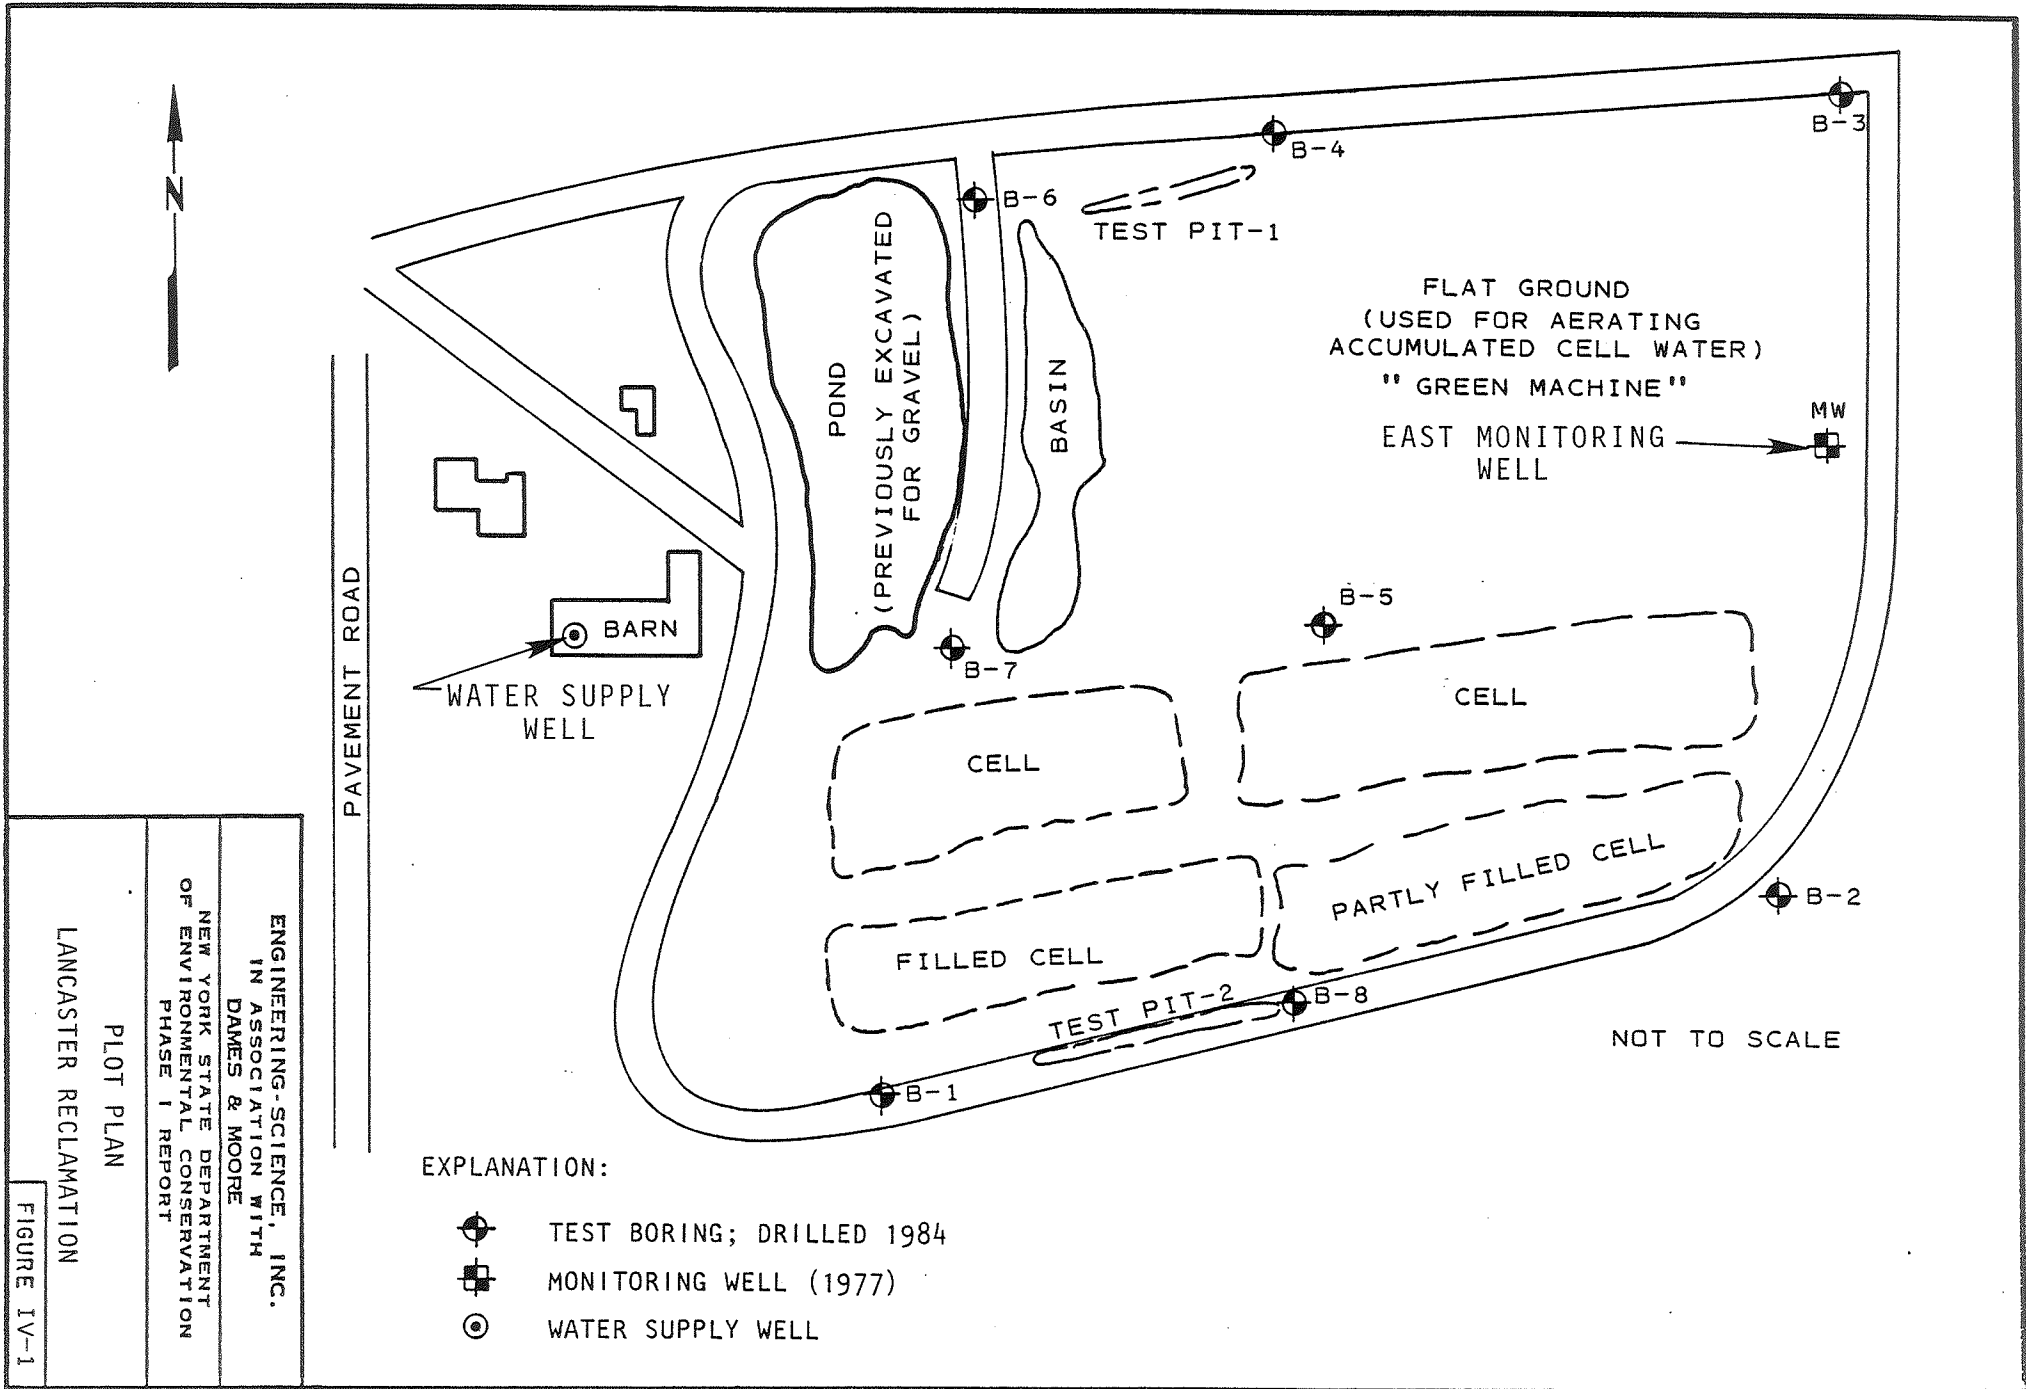 N
B-3
B-4
B-6
TEST PIT-1
POND
(PREVIOUSLY EXCAVATED
FOR GRAVEL)
BASIN
FLAT GROUND
(USED FOR AERATING
ACCUMULATED CELL WATER)
" GREEN MACHINE"
MW
EAST MONITORING
WELL
PAVEMENT ROAD
BARN
WATER SUPPLY
WELL
B-5
B-7
CELL
CELL
PARTLY FILLED CELL
B-2
FILLED CELL
TEST PIT-2
B-8
B-1
NOT TO SCALE
EXPLANATION:
TEST BORING; DRILLED 1984
MONITORING WELL (1977)
WATER SUPPLY WELL
ENGINEERING-SCIENCE, INC.
IN ASSOCIATION WITH
DAMES & MOORE
NEW YORK STATE DEPARTMENT
OF ENVIRONMENTAL CONSERVATION
PHASE I REPORT
PLOT PLAN
LANCASTER RECLAMATION
FIGURE IV-1